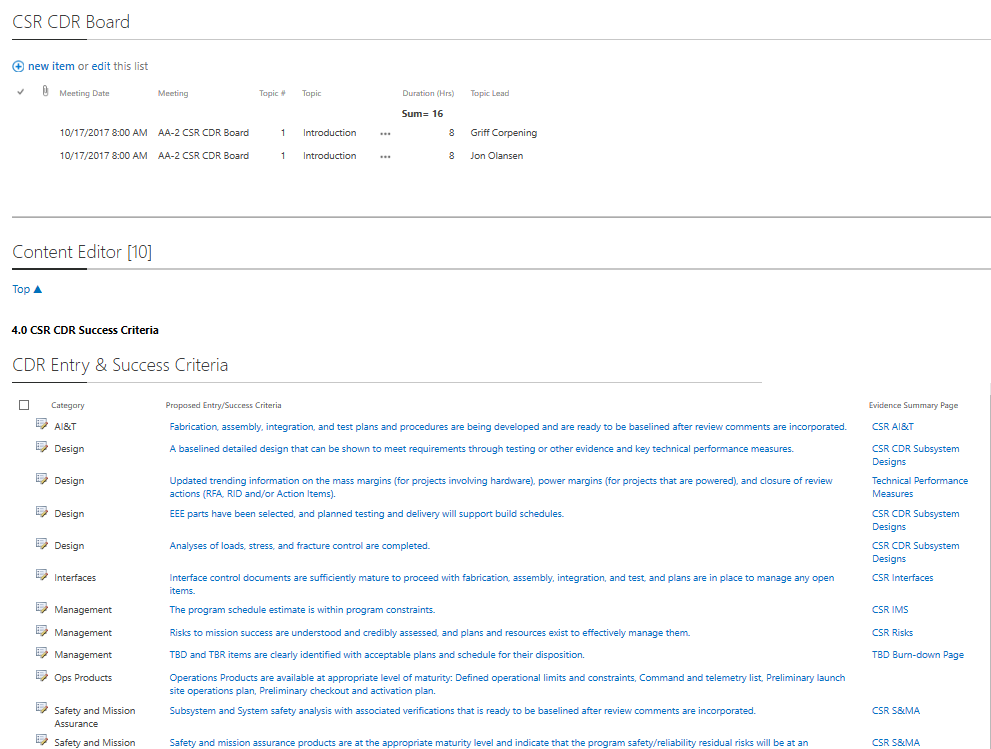 CSR CDR Board
new item or edit this list
Meeting Date Meeting Topic # Topic Duration (Hrs) Topic Lead
Sum= 16
10/17/2017 8:00 AM AA-2 CSR CDR Board 1 Introduction ••• 8 Griff Corpening
10/17/2017 8:00 AM AA-2 CSR CDR Board 1 Introduction ••• 8 Jon Olansen
Content Editor [10]
Top ▲
4.0 CSR CDR Success Criteria
CDR Entry & Success Criteria
Category Proposed Entry/Success Criteria Evidence Summary Page
AI&T Fabrication, assembly, integration, and test plans and procedures are being developed and are ready to be baselined after review comments are incorporated. CSR AI&T
Design A baselined detailed design that can be shown to meet requirements through testing or other evidence and key technical performance measures. CSR CDR Subsystem
Designs
Design Updated trending information on the mass margins (for projects involving hardware), power margins (for projects that are powered), and closure of review Technical Performance
actions (RFA, RID and/or Action Items). Measures
Design EEE parts have been selected, and planned testing and delivery will support build schedules. CSR CDR Subsystem
Designs
Design Analyses of loads, stress, and fracture control are completed. CSR CDR Subsystem
Designs
Interfaces Interface control documents are sufficiently mature to proceed with fabrication, assembly, integration, and test, and plans are in place to manage any open CSR Interfaces
items.
Management The program schedule estimate is within program constraints. CSR IMS
Management Risks to mission success are understood and credibly assessed, and plans and resources exist to effectively manage them. CSR Risks
Management TBD and TBR items are clearly identified with acceptable plans and schedule for their disposition. TBD Burn-down Page
Ops Products Operations Products are available at appropriate level of maturity: Defined operational limits and constraints, Command and telemetry list, Preliminary launch
site operations plan, Preliminary checkout and activation plan.
Safety and Mission Subsystem and System safety analysis with associated verifications that is ready to be baselined after review comments are incorporated. CSR S&MA
Assurance
Safety and Mission Safety and mission assurance products are at the appropriate maturity level and indicate that the program safety/reliability residual risks will be at an CSR S&MA